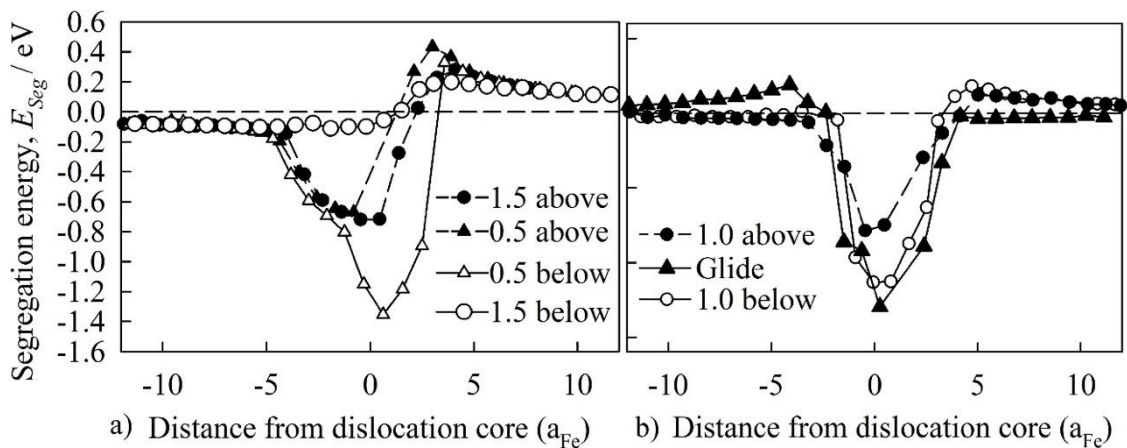 Segregation energy, E_Seg / eV
0.6
0.4
0.2
0.0
-0.2
-0.4
-0.6
-0.8
-1.0
-1.2
-1.4
-1.6
1.5 above
0.5 above
0.5 below
1.5 below
-10 -5 0 5 10
a) Distance from dislocation core (a_Fe)
1.0 above
Glide
1.0 below
-10 -5 0 5 10
b) Distance from dislocation core (a_Fe)